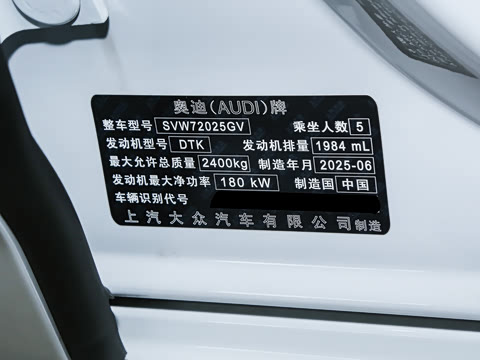 奥迪(AUDI)牌
整车型号 SVW72025GV 乘坐人数 5
发动机型号 DTK 发动机排量 1984 mL
最大允许总质量 2400kg 制造年月 2025-06
发动机最大净功率 180 kW 制造国 中国
车辆识别代号
上汽大众汽车有限公司制造